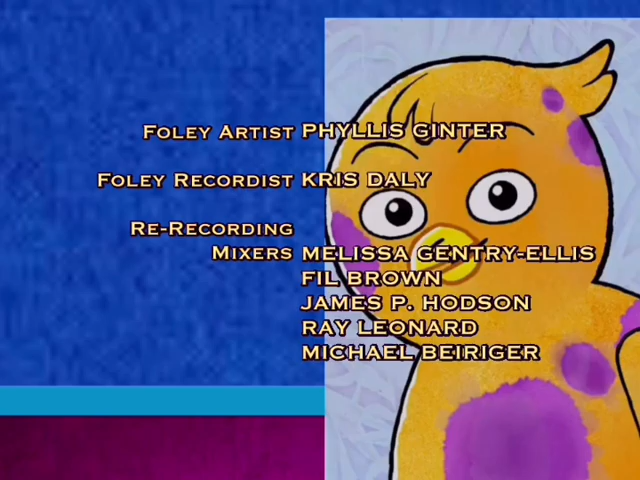 Foley Artist PHYLLIS GINTER
Foley Recordist KRIS DALY
Re-Recording
Mixers MELISSA GENTRY-ELLIS
FIL BROWN
JAMES P. HODSON
RAY LEONARD
MICHAEL BEIRIGER